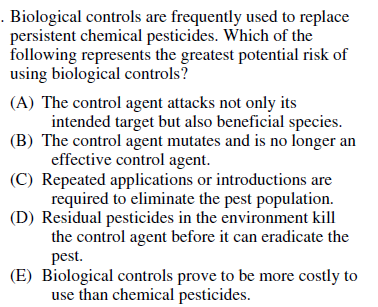 . Biological controls are frequently used to replace
persistent chemical pesticides. Which of the
following represents the greatest potential risk of
using biological controls?
(A) The control agent attacks not only its
intended target but also beneficial species.
(B) The control agent mutates and is no longer an
effective control agent.
(C) Repeated applications or introductions are
required to eliminate the pest population.
(D) Residual pesticides in the environment kill
the control agent before it can eradicate the
pest.
(E) Biological controls prove to be more costly to
use than chemical pesticides.